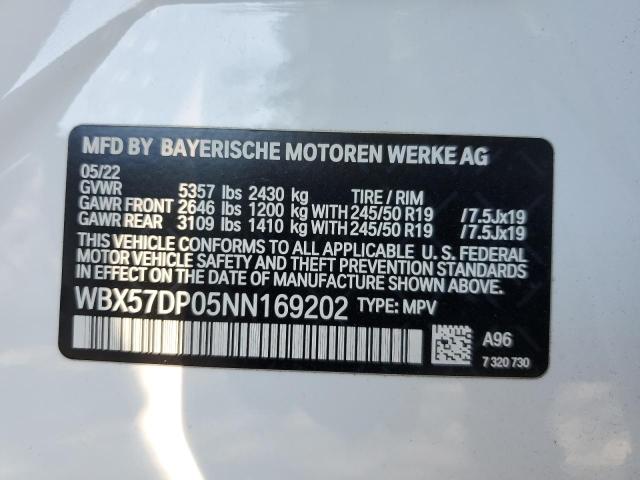 MFD BY BAYERISCHE MOTOREN WERKE AG
05/22
GVWR 5357 lbs 2430 kg TIRE / RIM
GAWR FRONT 2646 lbs 1200 kg WITH 245/50 R19 /7.5Jx19
GAWR REAR 3109 lbs 1410 kg WITH 245/50 R19 /7.5Jx19
THIS VEHICLE CONFORMS TO ALL APPLICABLE U.S. FEDERAL
MOTOR VEHICLE SAFETY, BUMPER, AND THEFT PREVENTION STANDARDS
IN EFFECT ON THE DATE OF MANUFACTURE SHOWN ABOVE.
WBX57DP05NN169202 TYPE: MPV
A96
7 320 730